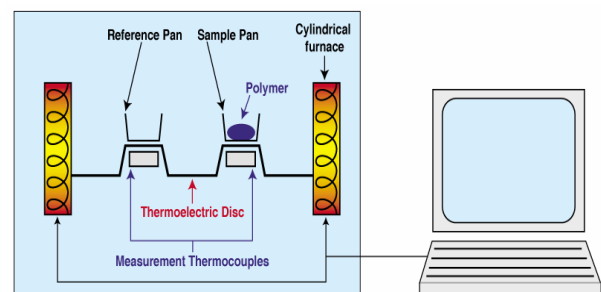 Reference Pan
Sample Pan
Cylindrical
furnace
Polymer
Thermoelectric Disc
Measurement Thermocouples